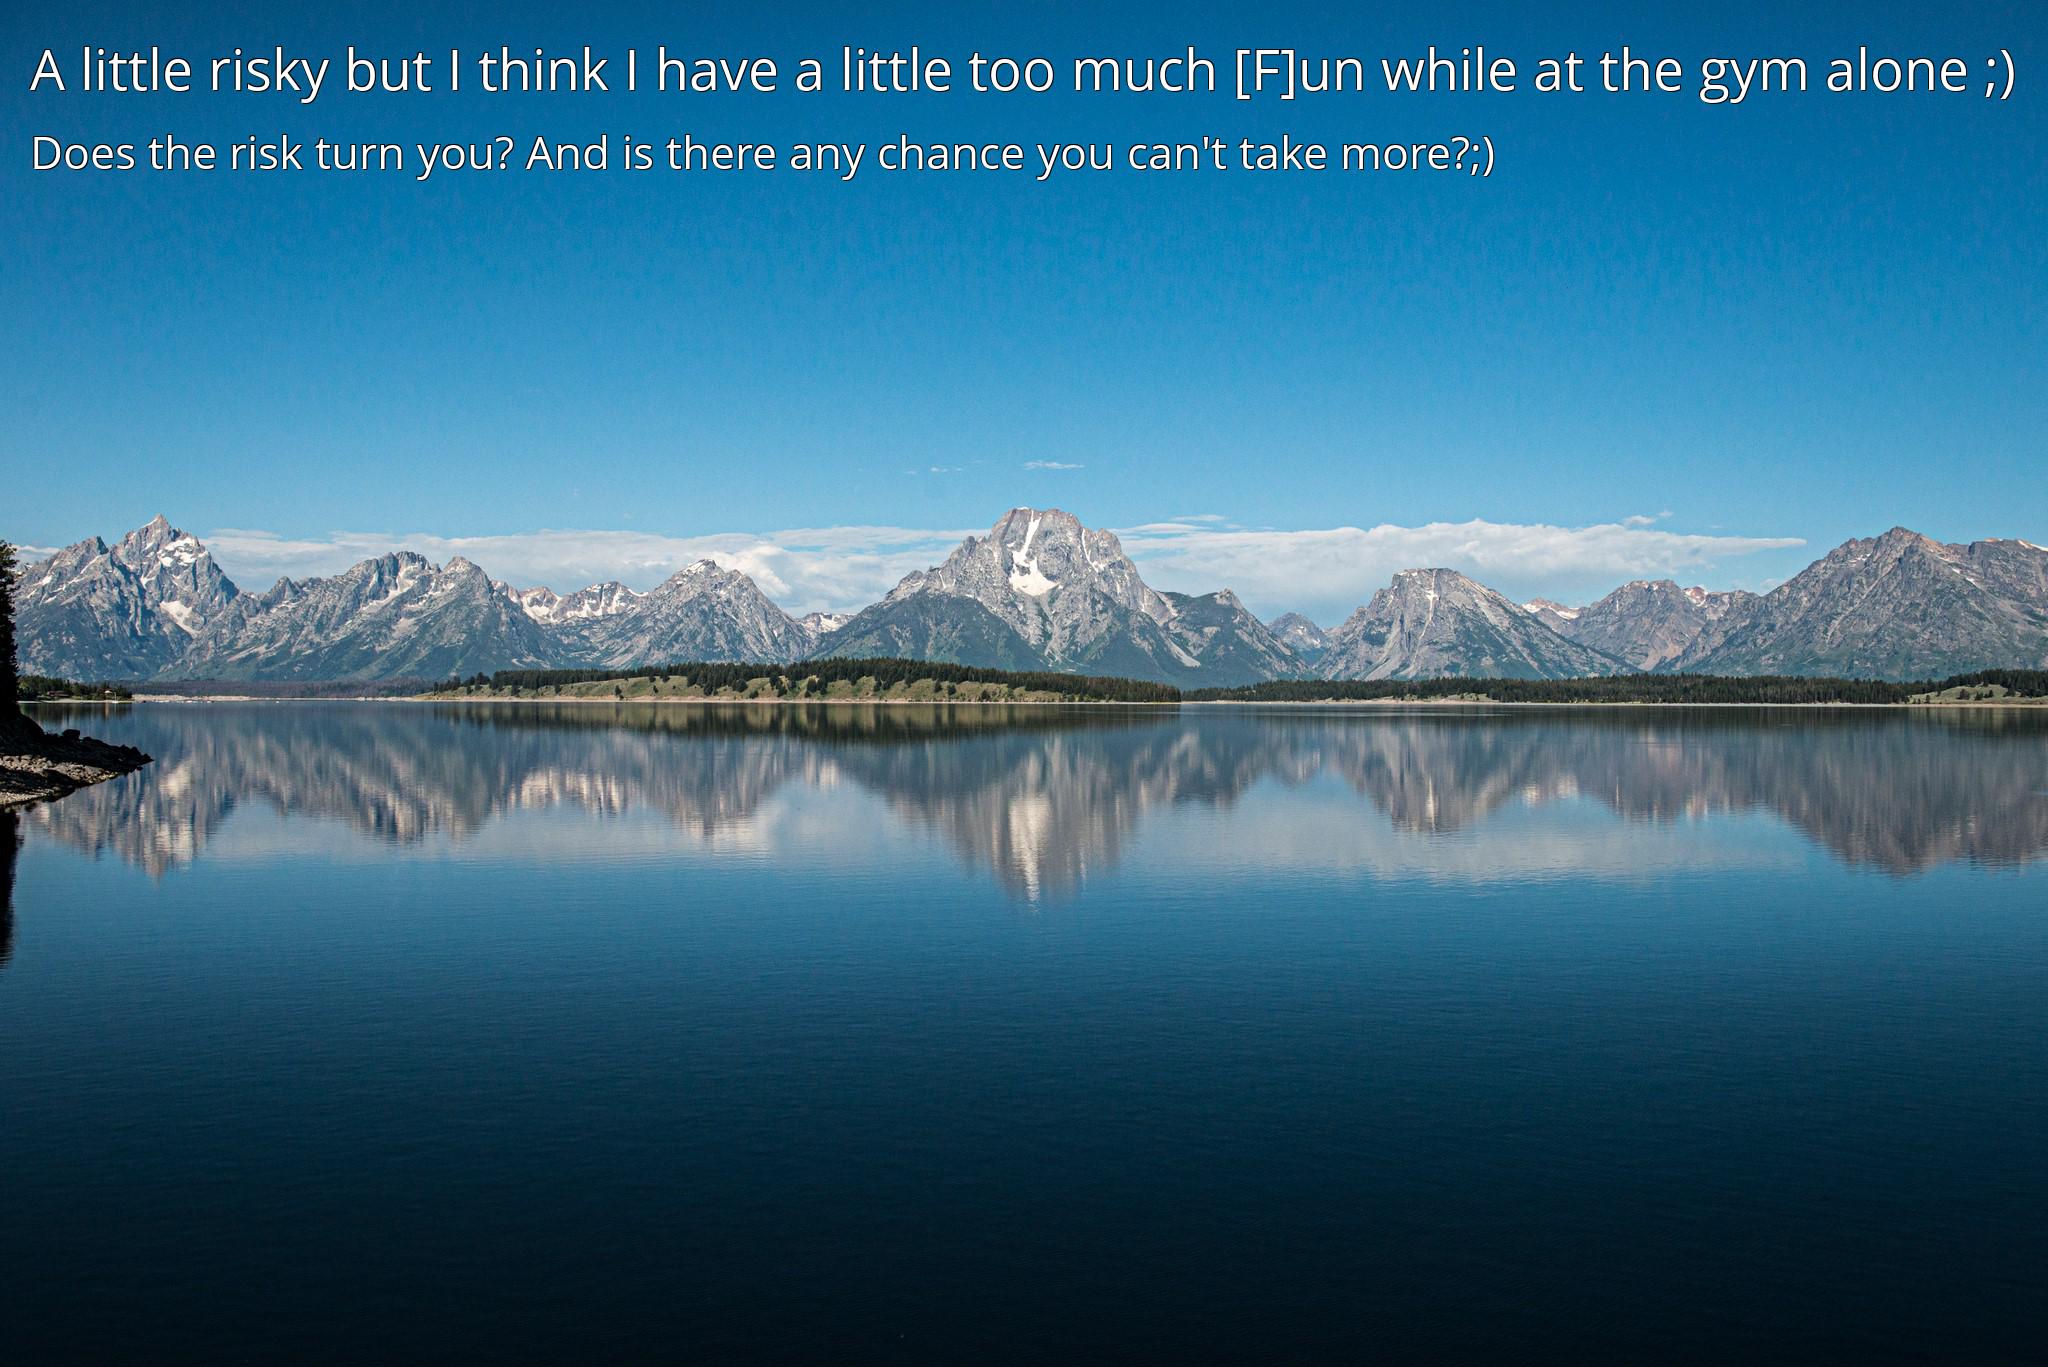 A little risky but I think I have a little too much [F]un while at the gym alone ;)
Does the risk turn you? And is there any chance you can't take more?;)